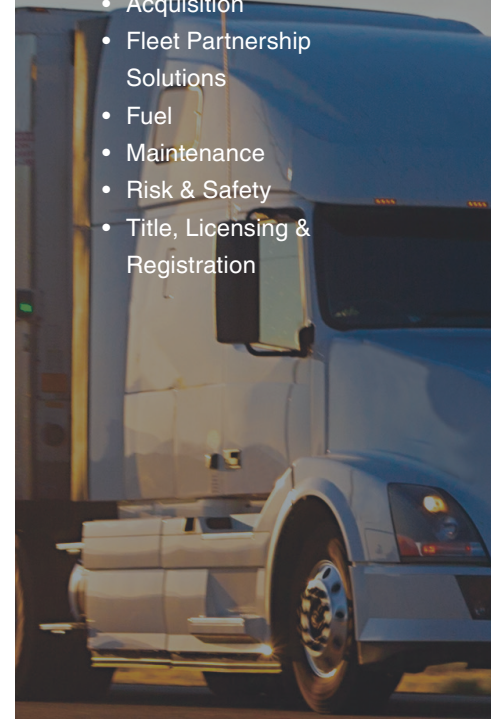 • Acquisition
• Fleet Partnership
Solutions
• Fuel
• Maintenance
• Risk & Safety
• Title, Licensing &
Registration